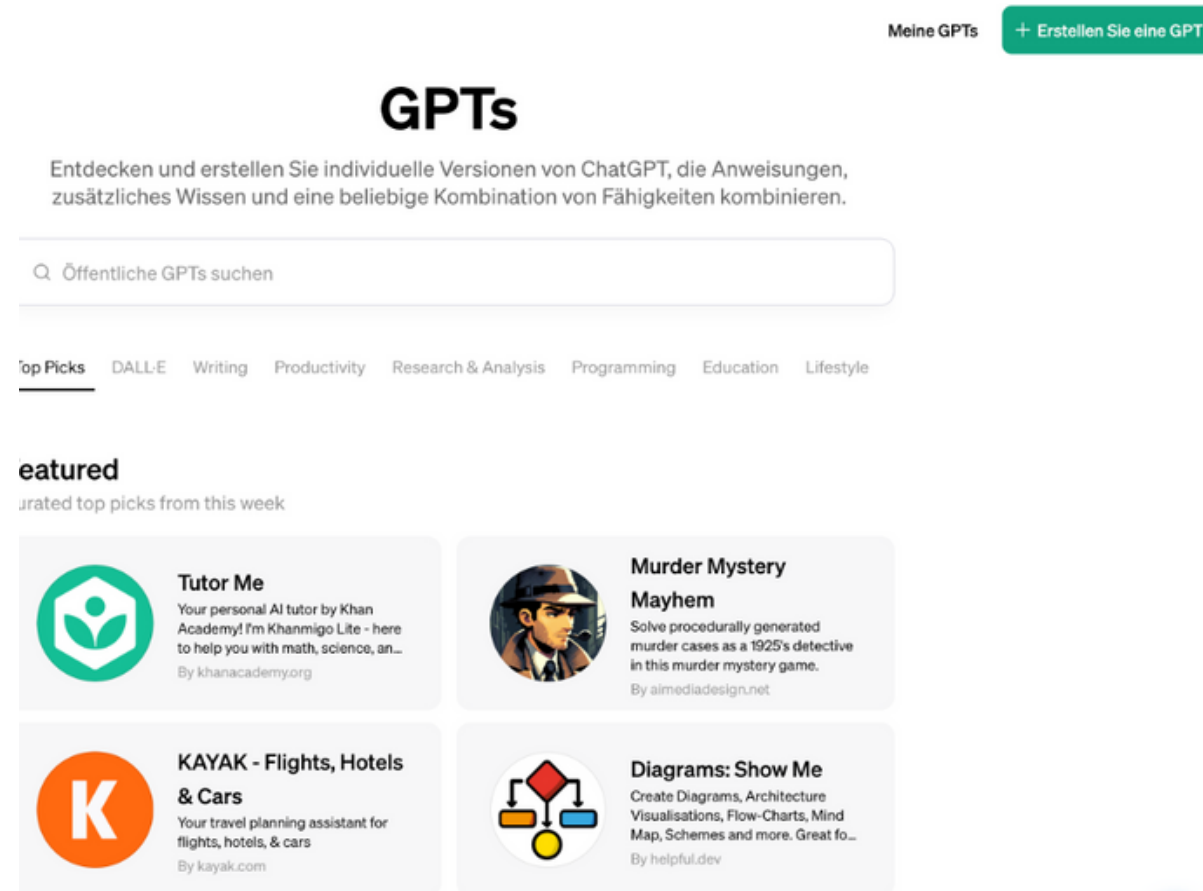 Meine GPTs
+ Erstellen Sie eine GPT
GPTs
Entdecken und erstellen Sie individuelle Versionen von ChatGPT, die Anweisungen,
zusätzliches Wissen und eine beliebige Kombination von Fähigkeiten kombinieren.
Öffentliche GPTs suchen
Top Picks DALL·E Writing Productivity Research & Analysis Programming Education Lifestyle
eatured
urated top picks from this week
Tutor Me
Your personal AI tutor by Khan
Academy! I'm Khanmigo Lite - here
to help you with math, science, an...
By khanacademy.org
Murder Mystery
Mayhem
Solve procedurally generated
murder cases as a 1925's detective
in this murder mystery game.
By aimediadesign.net
K
KAYAK - Flights, Hotels
& Cars
Your travel planning assistant for
flights, hotels, & cars
By kayak.com
Diagrams: Show Me
Create Diagrams, Architecture
Visualisations, Flow-Charts, Mind
Map, Schemes and more. Great fo...
By helpful.dev